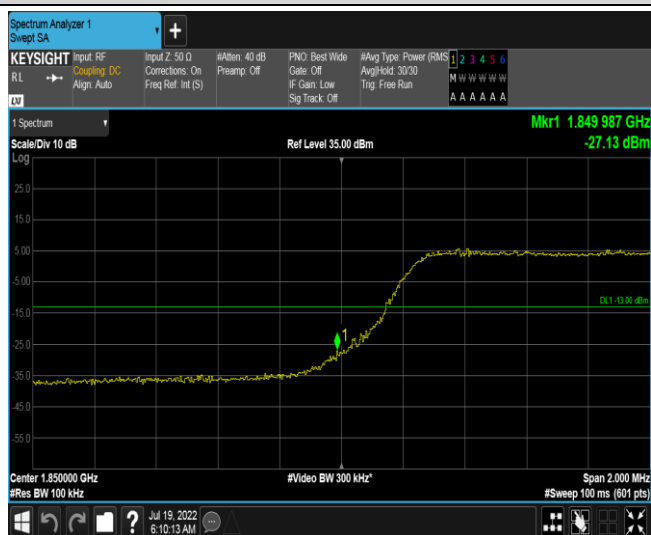 Spectrum Analyzer 1
Swept SA
+
KEYSIGHT
RL
LXI
Input: RF
Coupling: DC
Align: Auto
Input Z: 50 Ω
Corrections: On
Freq Ref: Int (S)
#Atten: 40 dB
Preamp: Off
PNO: Best Wide
Gate: Off
IF Gain: Low
Sig Track: Off
#Avg Type: Power (RMS
Avg|Hold: 30/30
Trig: Free Run
1 2 3 4 5 6
M W W W W W
A A A A A A
1 Spectrum
Scale/Div 10 dB
Ref Level 35.00 dBm
Mkr1 1.849 987 GHz
-27.13 dBm
Log
25.0
15.0
5.00
-5.00
DL1 -13.00 dBm
-15.0
1
-25.0
-35.0
-45.0
-55.0
Center 1.850000 GHz
#Video BW 300 kHz*
Span 2.000 MHz
#Res BW 100 kHz
#Sweep 100 ms (601 pts)
?
Jul 19, 2022
6:10:13 AM